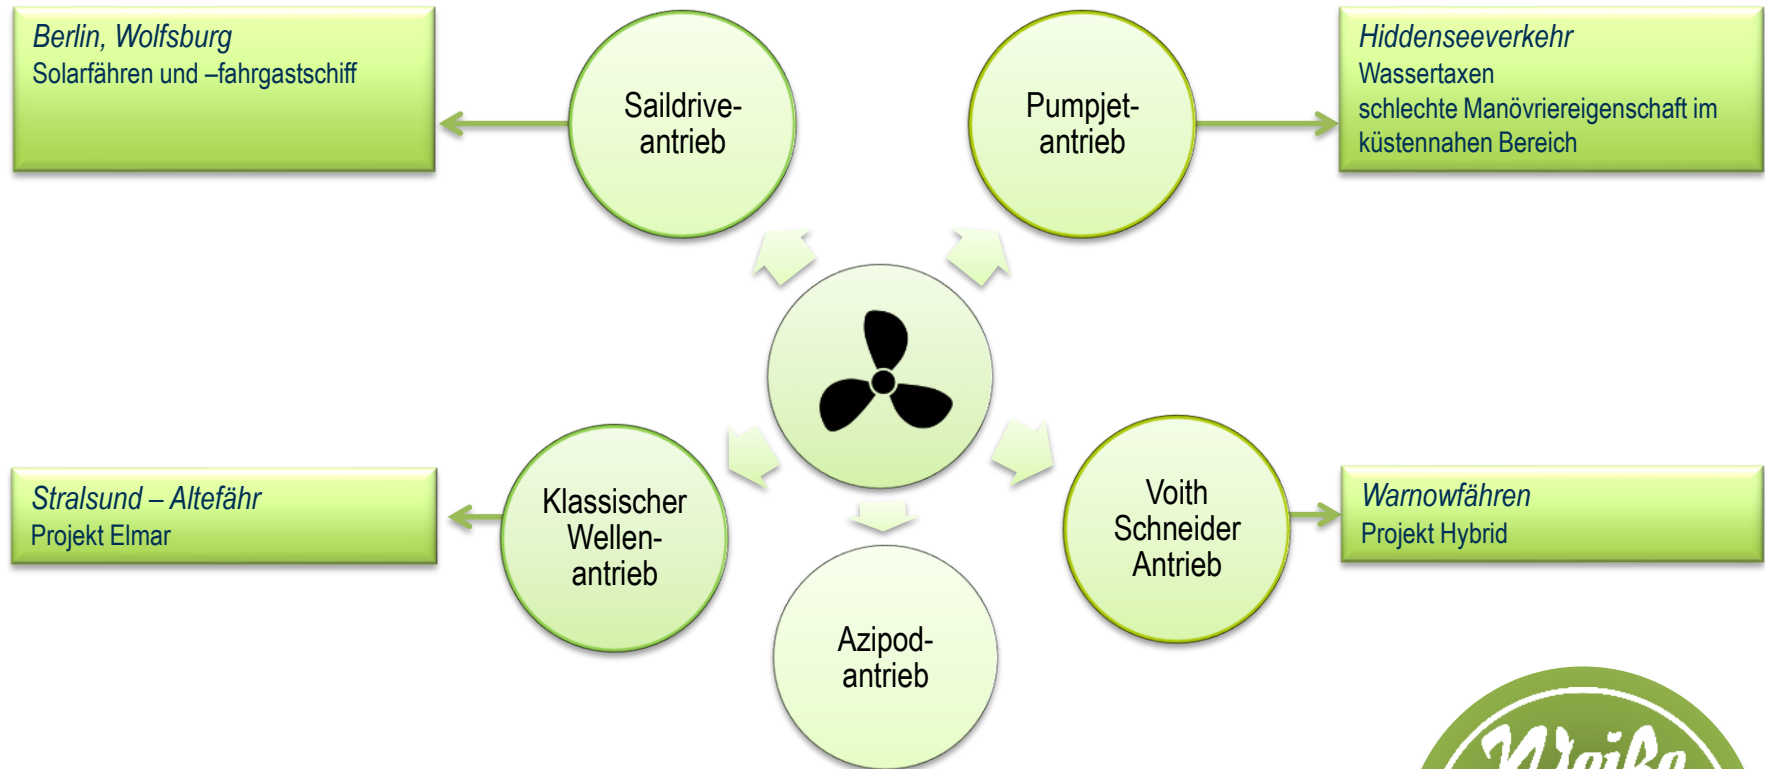 Berlin, Wolfsburg
Solarfähren und –fahrgastschiff
Saildrive-
antrieb
Pumpjet-
antrieb
Hiddenseeverkehr
Wassertaxen
schlechte Manövriereigenschaft im
küstennahen Bereich
Stralsund – Altefähr
Projekt Elmar
Klassischer
Wellen-
antrieb
Voith
Schneider
Antrieb
Warnowfähren
Projekt Hybrid
Azipod-
antrieb
Weiße